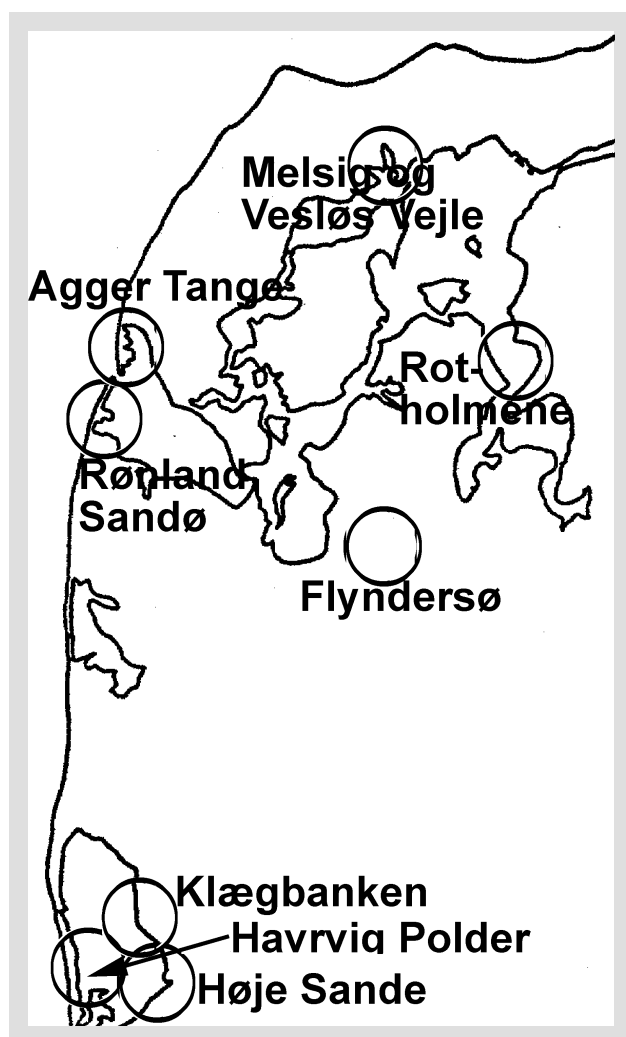 Melsig og
Vesløs Vejle
Agger Tange
Rot-
holmene
Rønland
Sandø
Flyndersø
Klægbanken
Havrvig Polder
Høje Sande